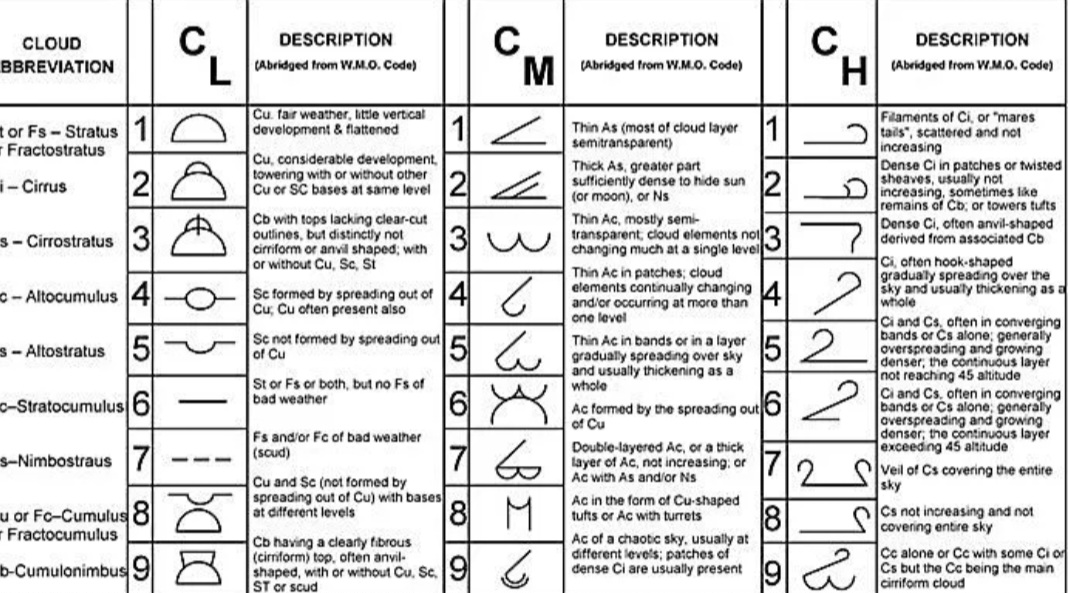 CLOUD
BBREVIATION
t or Fs – Stratus
r Fractostratus
i – Cirrus
s – Cirrostratus
c – Altocumulus
s – Altostratus
c–Stratocumulus
s–Nimbostraus
u or Fc–Cumulus
r Fractocumulus
b-Cumulonimbus
C L
DESCRIPTION
(Abridged from W.M.O. Code)
1
Cu. fair weather, little vertical
development & flattened
2
Cu, considerable development,
towering with or without other
Cu or SC bases at same level
3
Cb with tops lacking clear-cut
outlines, but distinctly not
cirriform or anvil shaped; with
or without Cu, Sc, St
4
Sc formed by spreading out of
Cu; Cu often present also
5
Sc not formed by spreading out
of Cu
6
St or Fs or both, but no Fs of
bad weather
7
Fs and/or Fc of bad weather
(scud)
8
Cu and Sc (not formed by
spreading out of Cu) with bases
at different levels
9
Cb having a clearly fibrous
(cirriform) top, often anvil-
shaped, with or without Cu, Sc,
ST or scud
C M
DESCRIPTION
(Abridged from W.M.O. Code)
1
Thin As (most of cloud layer
semitransparent)
2
Thick As, greater part
sufficiently dense to hide sun
(or moon), or Ns
3
Thin Ac, mostly semi-
transparent; cloud elements not
changing much at a single level
4
Thin Ac in patches; cloud
elements continually changing
and/or occurring at more than
one level
5
Thin Ac in bands or in a layer
gradually spreading over sky
and usually thickening as a
whole
6
Ac formed by the spreading out
of Cu
7
Double-layered Ac, or a thick
layer of Ac, not increasing; or
Ac with As and/or Ns
8
Ac in the form of Cu-shaped
tufts or Ac with turrets
9
Ac of a chaotic sky, usually at
different levels; patches of
dense Ci are usually present
C H
DESCRIPTION
(Abridged from W.M.O. Code)
1
Filaments of Ci, or "mares
tails", scattered and not
increasing
2
Dense Ci in patches or twisted
sheaves, usually not
increasing, sometimes like
remains of Cb; or towers tufts
3
Dense Ci, often anvil-shaped
derived from associated Cb
4
Ci, often hook-shaped
gradually spreading over the
sky and usually thickening as a
whole
5
Ci and Cs, often in converging
bands or Cs alone; generally
overspreading and growing
denser; the continuous layer
not reaching 45 altitude
6
Ci and Cs, often in converging
bands or Cs alone; generally
overspreading and growing
denser; the continuous layer
exceeding 45 altitude
7
Veil of Cs covering the entire
sky
8
Cs not increasing and not
covering entire sky
9
Cc alone or Cc with some Ci or
Cs but the Cc being the main
cirriform cloud